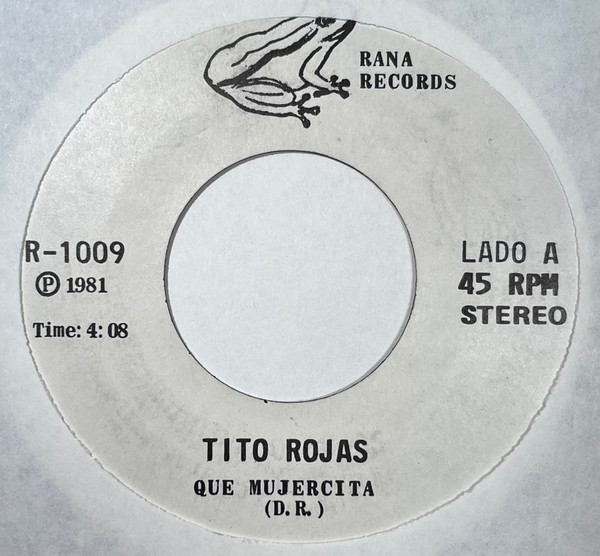 RANA
RECORDS
R-1009
Ⓟ 1981
Time: 4:08
LADO A
45 RPM
STEREO
TITO ROJAS
QUE MUJERCITA
(D.R.)